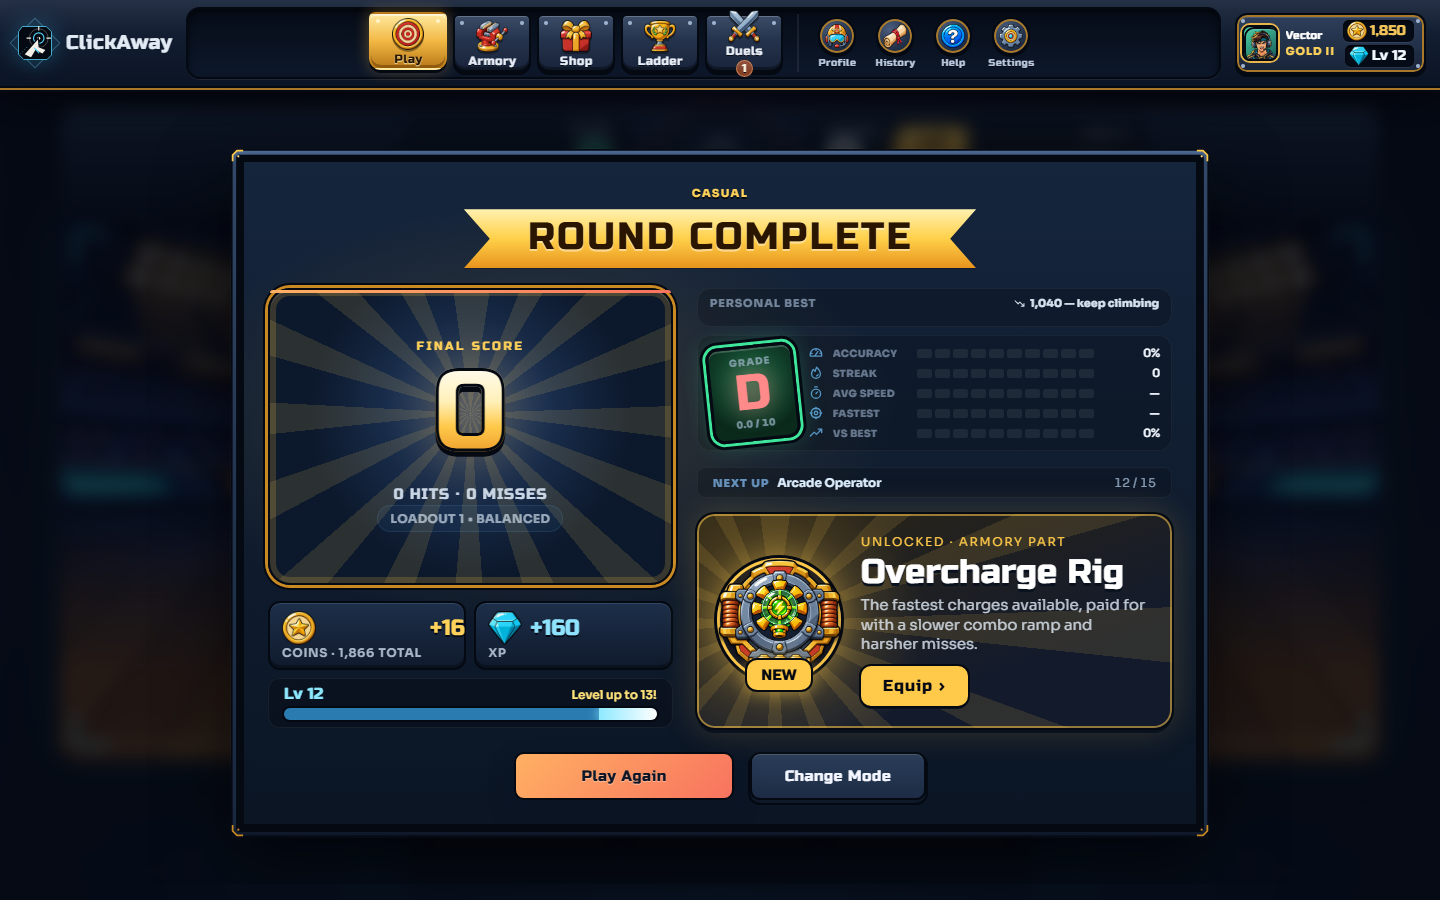 ClickAway
Play
Armory
Shop
Ladder
Duels
1
Profile
History
Help
Settings
Vector
GOLD II
1,850
Lv 12
CASUAL
ROUND COMPLETE
FINAL SCORE
0
0 HITS · 0 MISSES
LOADOUT 1 • BALANCED
+16
COINS · 1,866 TOTAL
+160
XP
Lv 12
Level up to 13!
PERSONAL BEST
1,040 — keep climbing
GRADE
D
0.0 / 10
ACCURACY 0%
STREAK 0
AVG SPEED —
FASTEST —
VS BEST 0%
NEXT UP Arcade Operator 12 / 15
NEW
UNLOCKED · ARMORY PART
Overcharge Rig
The fastest charges available, paid for
with a slower combo ramp and
harsher misses.
Equip ›
Play Again
Change Mode